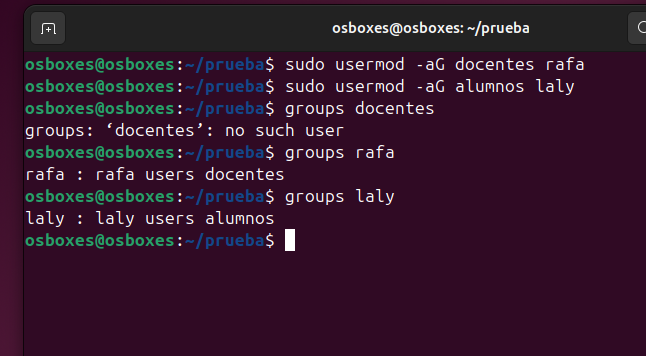 osboxes@osboxes: ~/prueba
osboxes@osboxes:~/prueba$ sudo usermod -aG docentes rafa
osboxes@osboxes:~/prueba$ sudo usermod -aG alumnos laly
osboxes@osboxes:~/prueba$ groups docentes
groups: ‘docentes’: no such user
osboxes@osboxes:~/prueba$ groups rafa
rafa : rafa users docentes
osboxes@osboxes:~/prueba$ groups laly
laly : laly users alumnos
osboxes@osboxes:~/prueba$